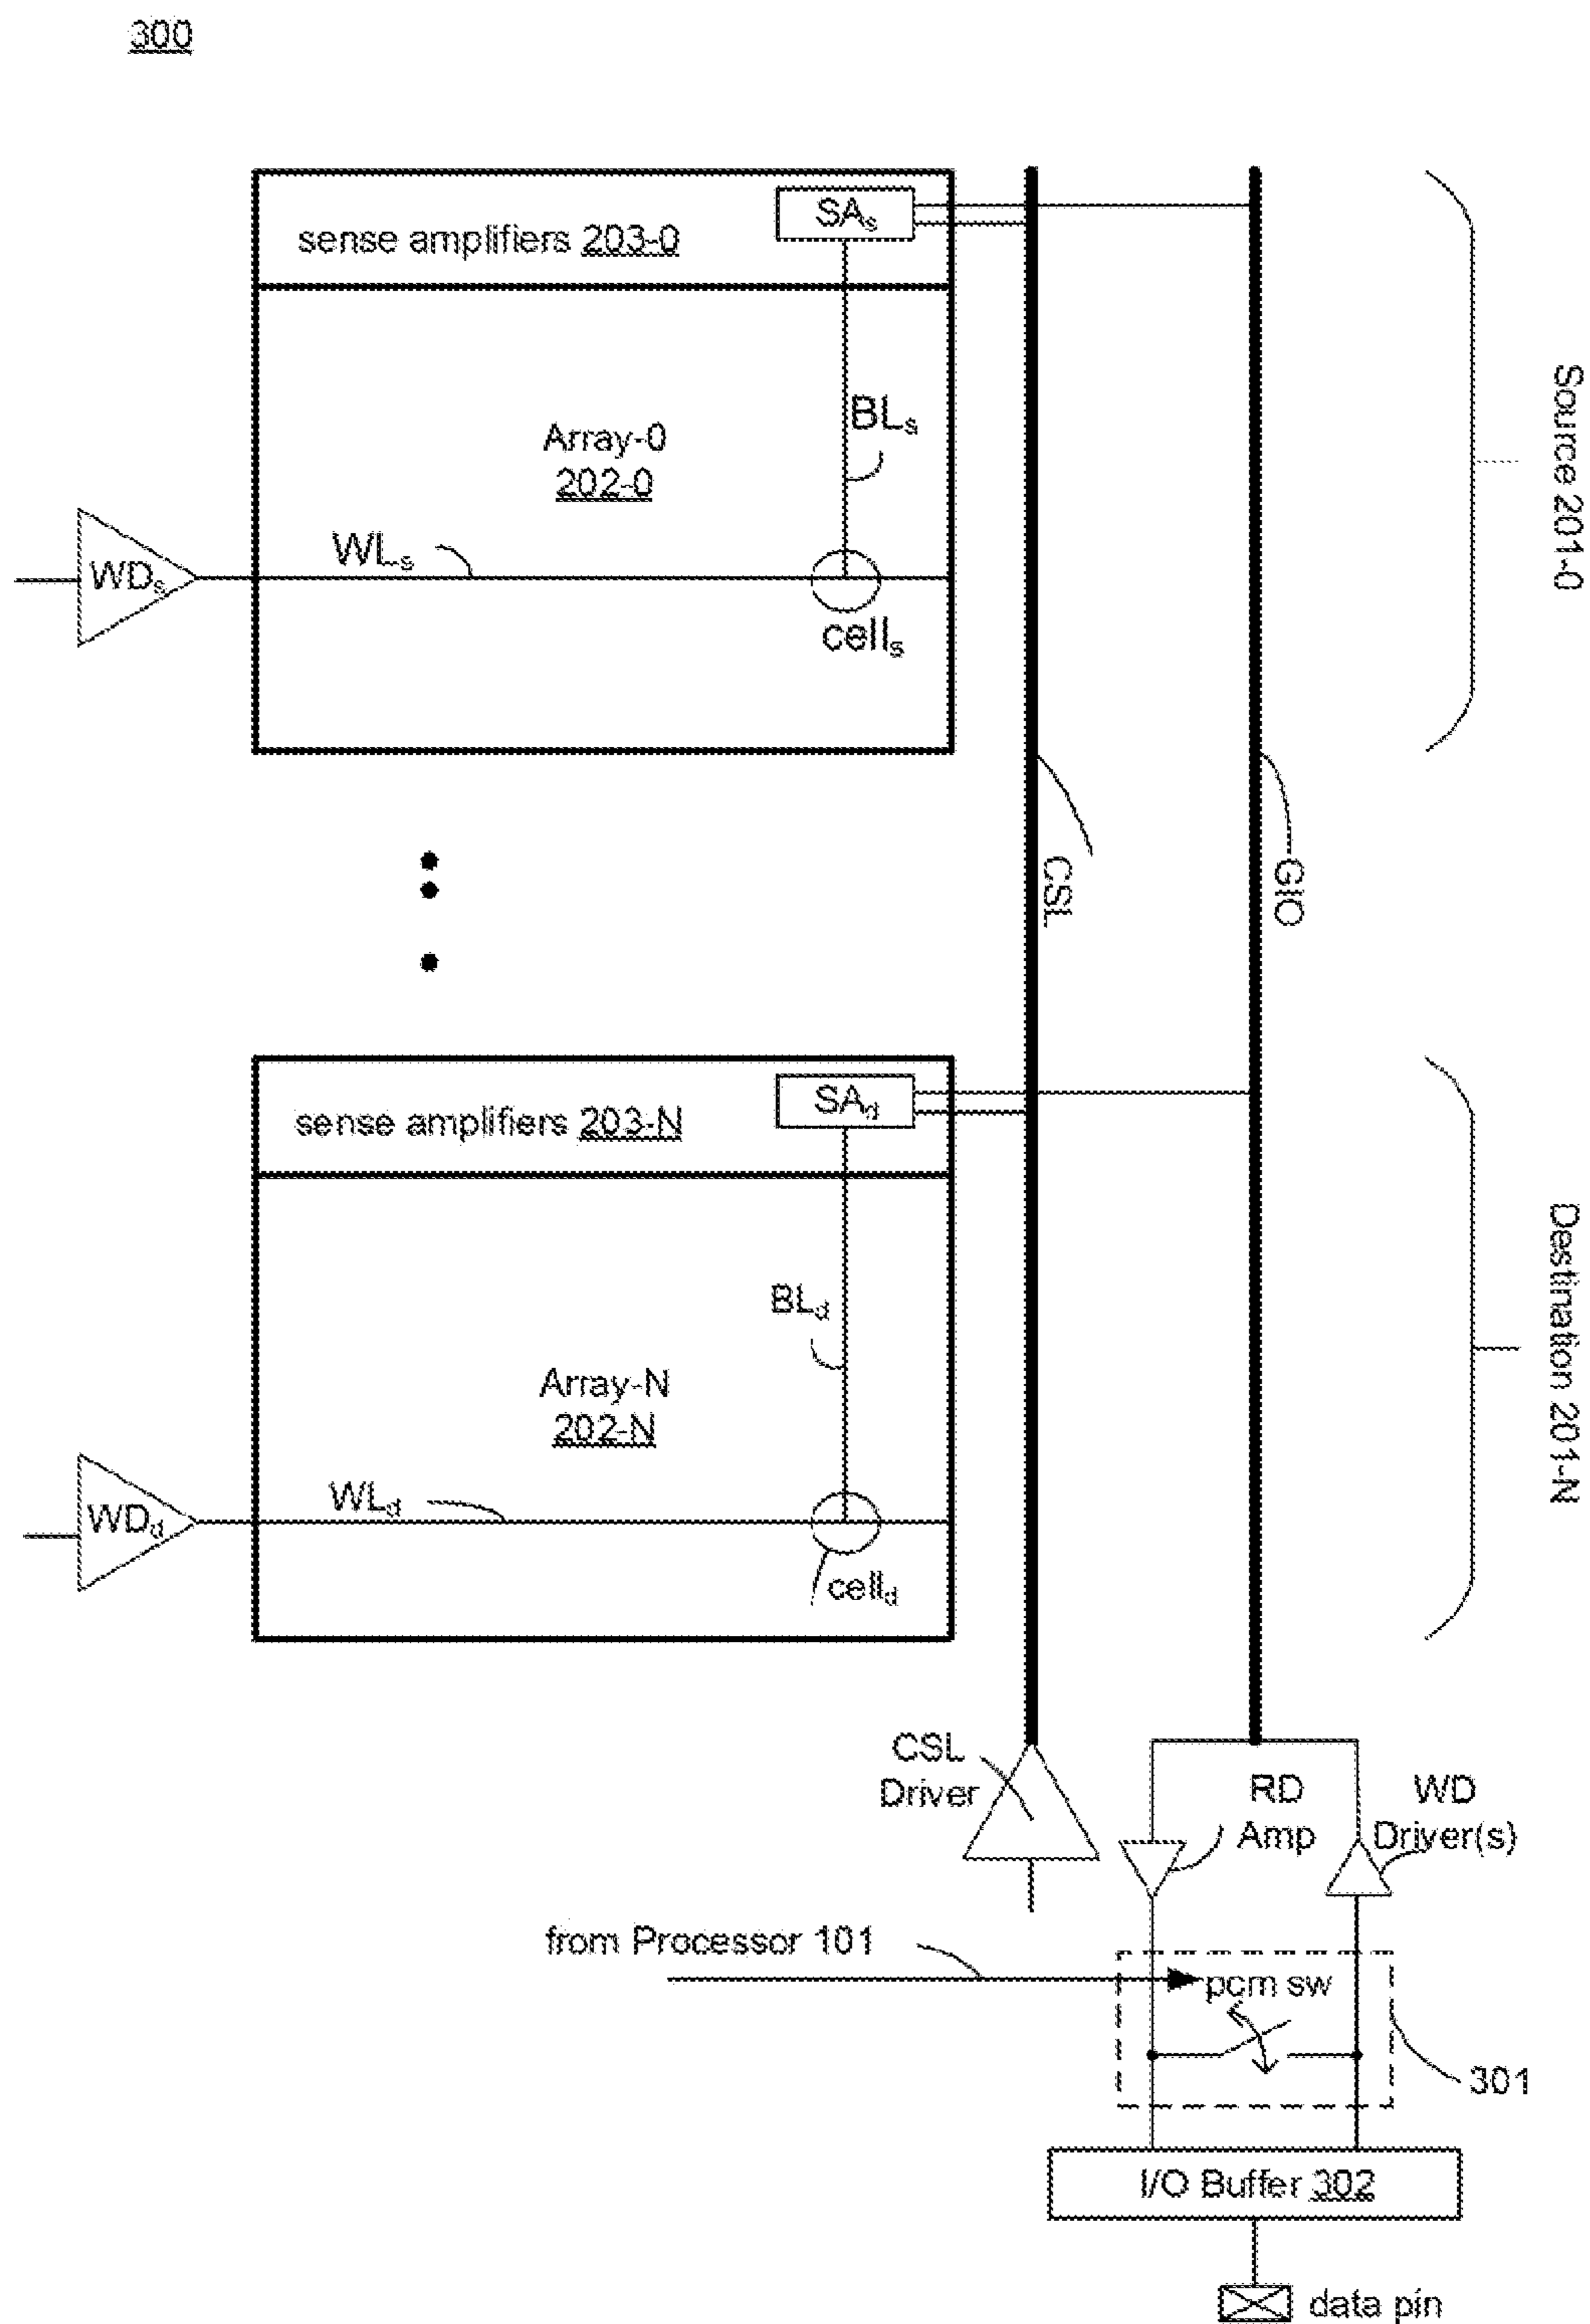 300
sense amplifiers 203-0
SAs
Array-0
202-0
BLs
WLs
WDs
cells
Source 201-0
CSL
GIO
sense amplifiers 203-N
SAd
BLd
Array-N
202-N
WLd
WDd
celld
Destination 201-N
CSL
Driver
RD
Amp
WD
Driver(s)
from Processor 101
pcm sw
301
I/O Buffer 302
data pin